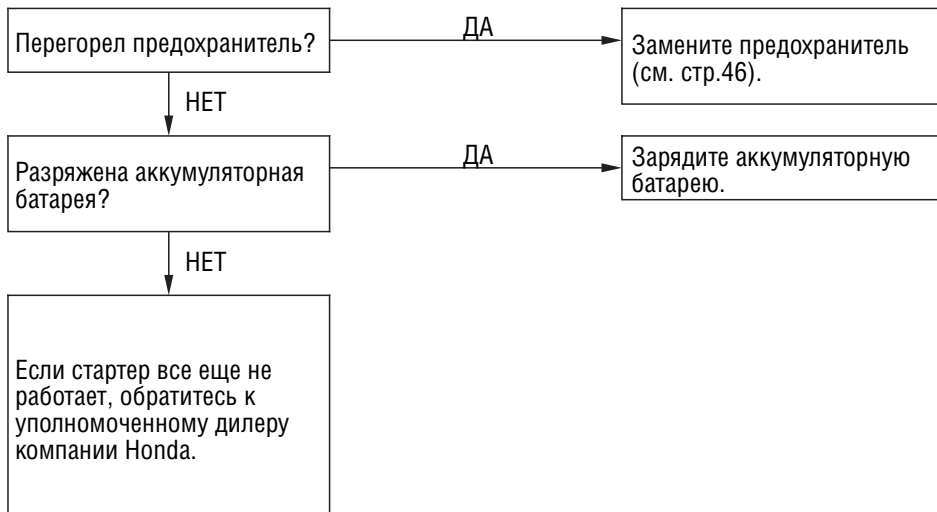 Перегорел предохранитель?
ДА
Замените предохранитель
(см. стр.46).
НЕТ
Разряжена аккумуляторная
батарея?
ДА
Зарядите аккумуляторную
батарею.
НЕТ
Если стартер все еще не
работает, обратитесь к
уполномоченному дилеру
компании Honda.